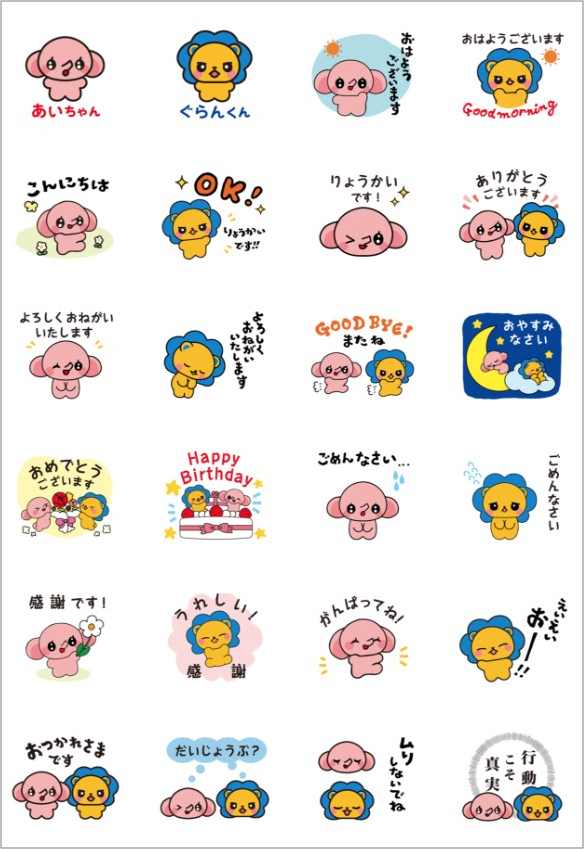 あいちゃん
ぐらんくん
おはよう
ございます
おはようございます
Good morning
こんにちは
OK!
りょうかい
です!!
りょうかい
です!
ありがとう
ございます
よろしくおねがい
いたします
よろしく
おねがい
いたします
GOOD BYE!
またね
おやすみ
なさい
おめでとう
ございます
Happy
Birthday
ごめんなさい...
ごめんなさい
感謝です!
うれしい!
感謝
がんばってね!
えいえい
おー!!
おつかれさま
です
だいじょうぶ?
ムリ
しないでね
行動
こそ
真実